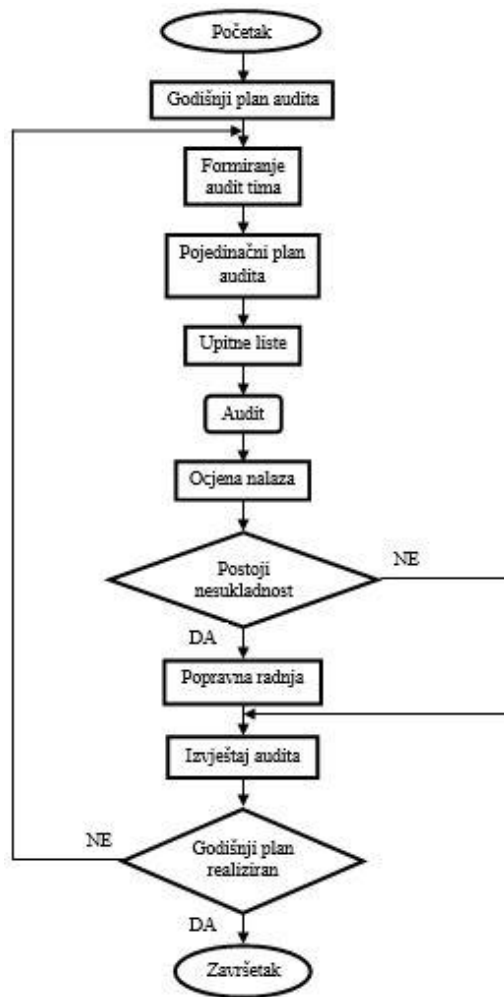 Početak
Godišnji plan audita
Formiranje
audit tima
Pojedinačni plan
audita
Upitne liste
Audit
Ocjena nalaza
Postoji
nesukladnost
NE
DA
Popravna radnja
Izvještaj audita
NE
Godišnji plan
realiziran
DA
Završetak